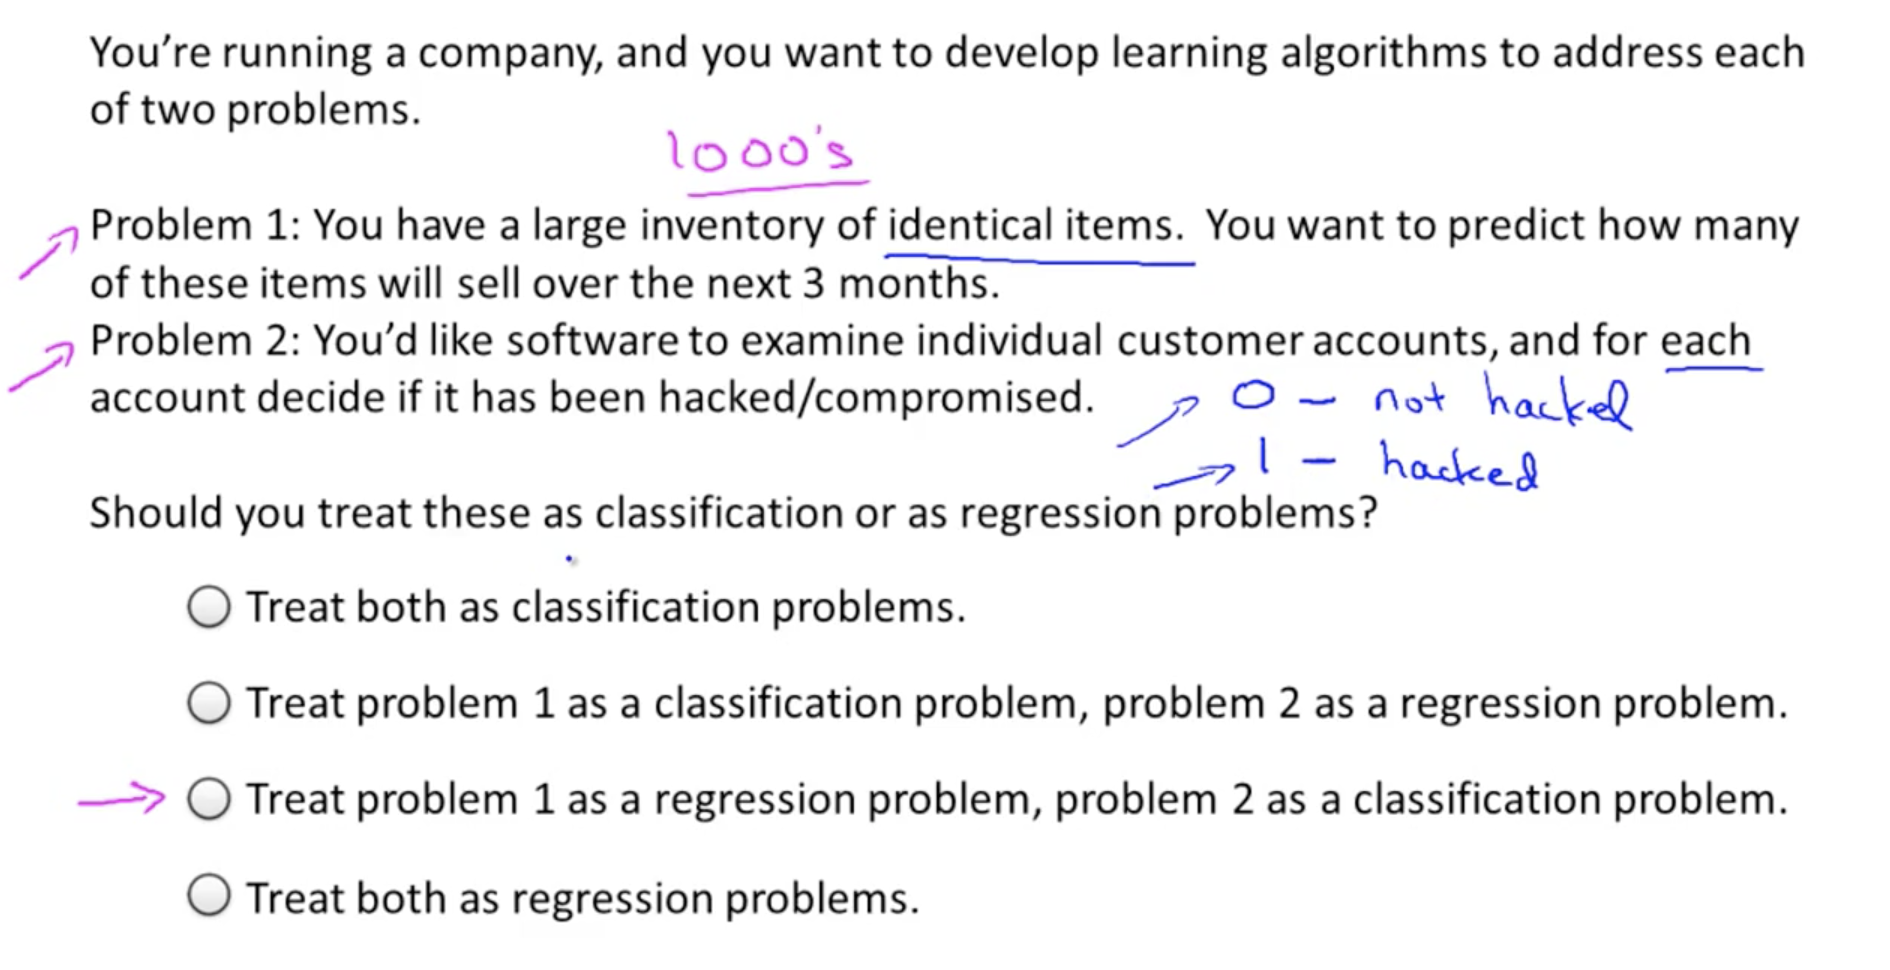 You're running a company, and you want to develop learning algorithms to address each
of two problems.
1000's
Problem 1: You have a large inventory of identical items. You want to predict how many
of these items will sell over the next 3 months.
Problem 2: You'd like software to examine individual customer accounts, and for each
account decide if it has been hacked/compromised.
0 – not hacked
1 – hacked
Should you treat these as classification or as regression problems?
Treat both as classification problems.
Treat problem 1 as a classification problem, problem 2 as a regression problem.
Treat problem 1 as a regression problem, problem 2 as a classification problem.
Treat both as regression problems.